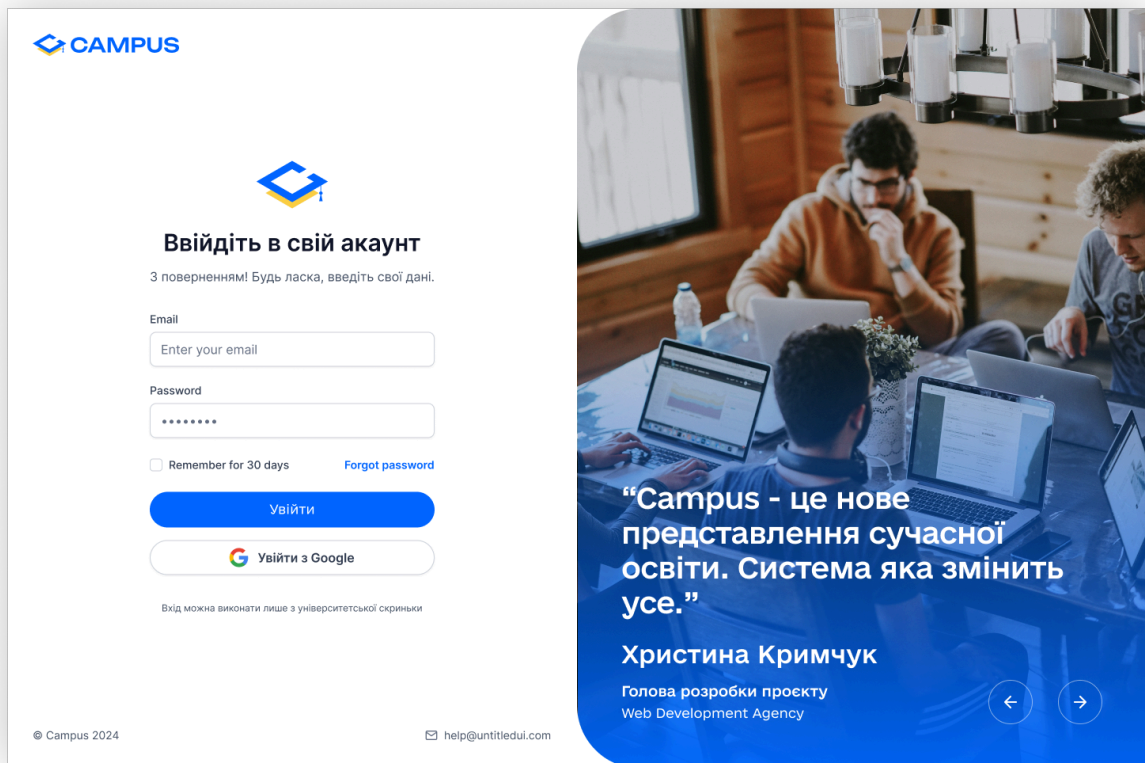 CAMPUS
Ввійдіть в свій акаунт
З поверненням! Будь ласка, введіть свої дані.
Email
Enter your email
Password
••••••••
Remember for 30 days
Forgot password
Увійти
Увійти з Google
Вхід можна виконати лише з університетської скриньки
© Campus 2024
help@untitledui.com
“Campus - це нове
представлення сучасної
освіти. Система яка змінить
усе.”
Христина Кримчук
Голова розробки проєкту
Web Development Agency